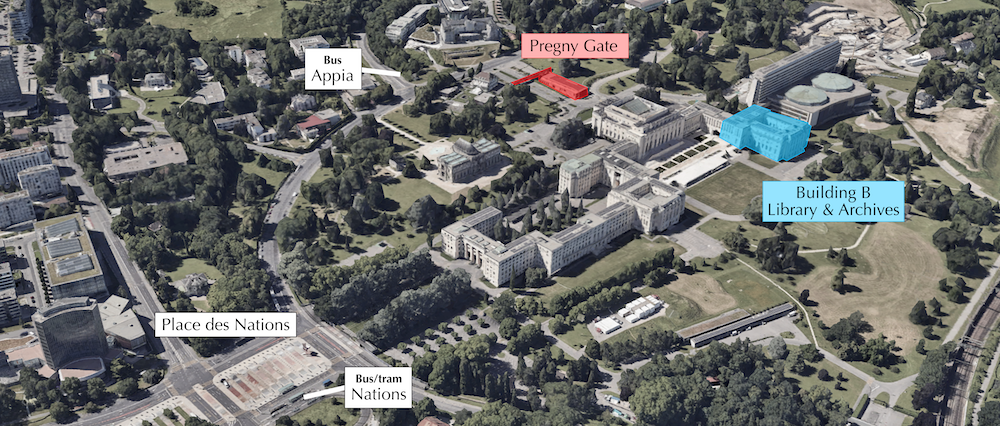 Pregny Gate
Bus
Appia
Building B
Library & Archives
Place des Nations
Bus/tram
Nations